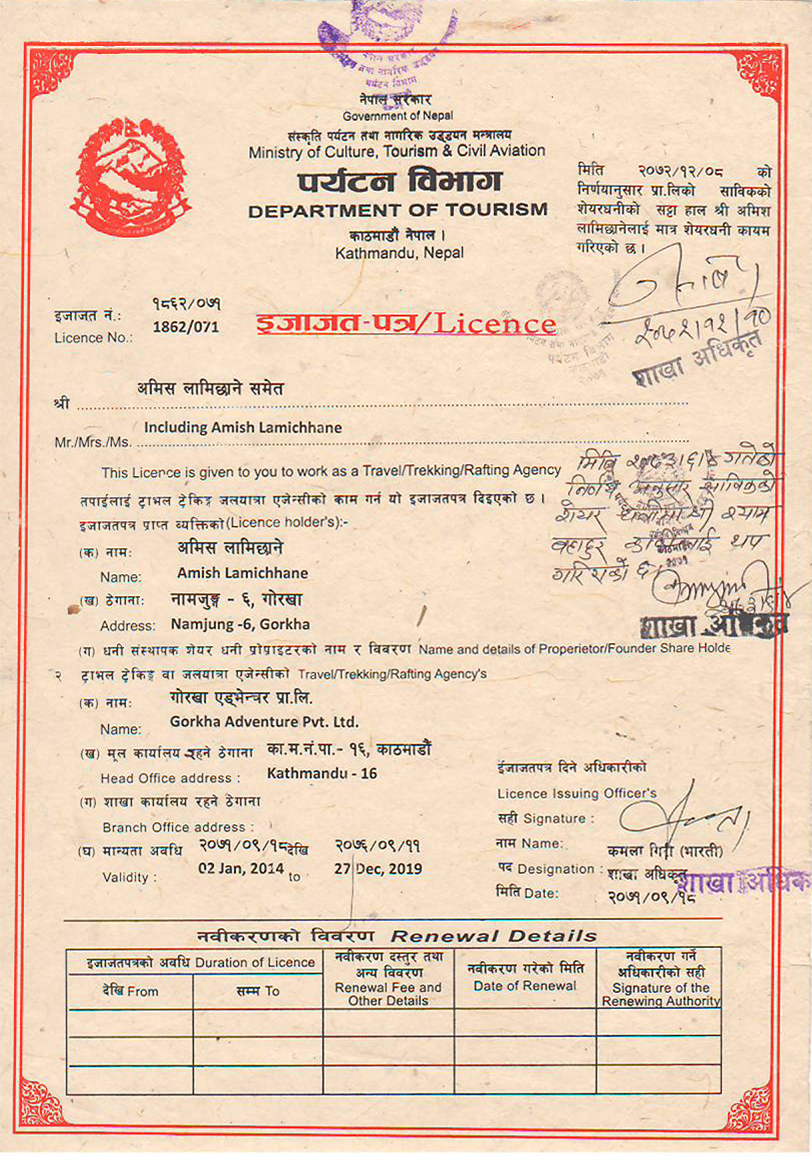 नेपाल सरकार
Government of Nepal
संस्कृति पर्यटन तथा नागरिक उड्डयन मन्त्रालय
Ministry of Culture, Tourism & Civil Aviation
पर्यटन विभाग
DEPARTMENT OF TOURISM
काठमाडौं नेपाल ।
Kathmandu, Nepal
मिति २०७२/१२/०८ को
निर्णयानुसार प्रा.लिको साविकको
शेयरधनीको सट्टा हाल श्री अमिश
लामिछानेलाई मात्र शेयरधनी कायम
गरिएको छ ।
शाखा अधिकृत
इजाजत नं.: १८६२/०७१
Licence No.: 1862/071
इजाजत-पत्र/Licence
श्री अमिस लामिछाने समेत
Mr./Mrs./Ms. Including Amish Lamichhane
This Licence is given to you to work as a Travel/Trekking/Rafting Agency
तपाईलाई ट्राभल ट्रेकिङ्ग जलयात्रा एजेन्सीको काम गर्न यो इजाजतपत्र दिइएको छ ।
इजाजतपत्र प्राप्त व्यक्तिको(Licence holder's):-
(क) नामः अमिस लामिछाने
Name: Amish Lamichhane
(ख) ठेगानाः नामजुङ्ग - ६, गोरखा
Address: Namjung -6, Gorkha
शाखा अधिकृत
(ग) धनी संस्थापक शेयर धनी प्रोप्राइटरको नाम र विवरण Name and details of Properietor/Founder Share Holde
२ ट्राभल ट्रेकिङ्ग वा जलयात्रा एजेन्सीको Travel/Trekking/Rafting Agency's
(क) नामः गोरखा एड्भेन्चर प्रा.लि.
Name: Gorkha Adventure Pvt. Ltd.
(ख) मूल कार्यालय रहने ठेगाना का.म.नं.पा.- १६, काठमाडौं
Head Office address : Kathmandu - 16
(ग) शाखा कार्यालय रहने ठेगाना
Branch Office address :
(घ) मान्यता अवधि २०७१/०९/१८ देखि २०७६/०९/११
Validity : 02 Jan, 2014 to 27 Dec, 2019
ईजाजतपत्र दिने अधिकारीको
Licence Issuing Officer's
सही Signature :
नाम Name: कमला गिरी (भारती)
पद Designation : शाखा अधिकृत
मिति Date: २०७१/०९/१८
नवीकरणको विवरण Renewal Details
इजाजतपत्रको अवधि Duration of Licence
देखि From
सम्म To
नवीकरण दस्तुर तथा
अन्य विवरण
Renewal Fee and
Other Details
नवीकरण गरेको मिति
Date of Renewal
नवीकरण गर्ने
अधिकारीको सही
Signature of the
Renewing Authority